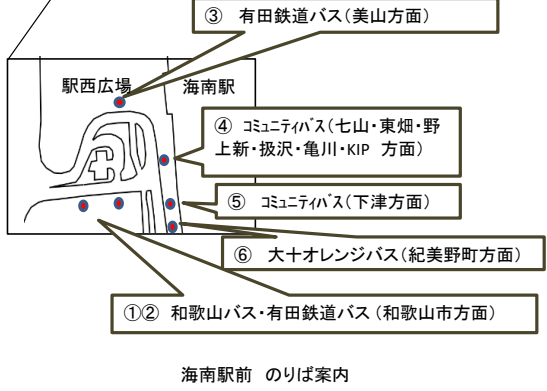 ③ 有田鉄道バス(美山方面)
駅西広場
海南駅
④ コミュニティバス(七山・東畑・野
上新・扱沢・亀川・KIP 方面)
⑤ コミュニティバス(下津方面)
⑥ 大十オレンジバス(紀美野町方面)
①② 和歌山バス・有田鉄道バス(和歌山市方面)
海南駅前 のりば案内